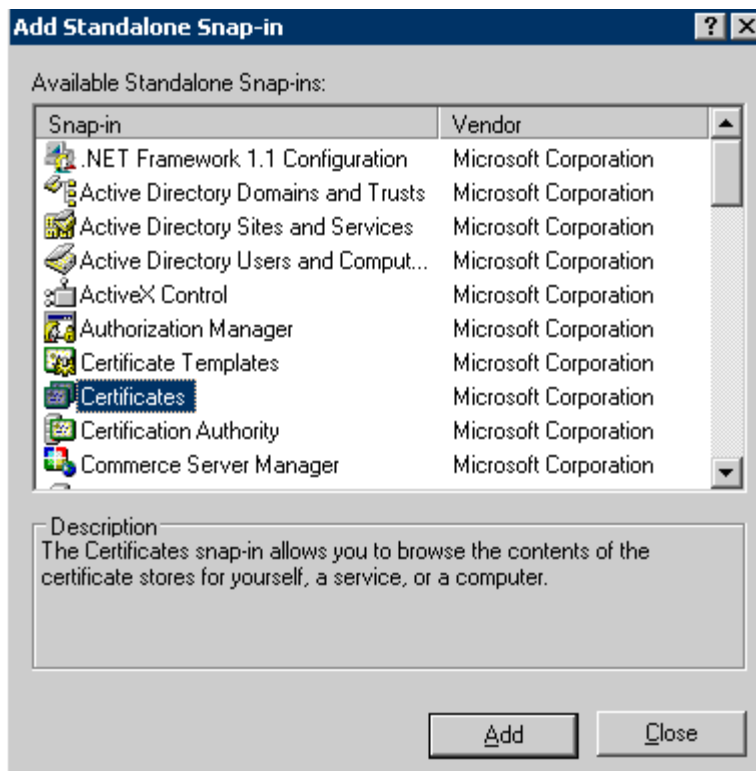 Add Standalone Snap-in
Available Standalone Snap-ins:
Snap-in Vendor
.NET Framework 1.1 Configuration Microsoft Corporation
Active Directory Domains and Trusts Microsoft Corporation
Active Directory Sites and Services Microsoft Corporation
Active Directory Users and Comput... Microsoft Corporation
ActiveX Control
Authorization Manager Microsoft Corporation
Certificate Templates Microsoft Corporation
Certificates Microsoft Corporation
Certification Authority Microsoft Corporation
Commerce Server Manager Microsoft Corporation
Description
The Certificates snap-in allows you to browse the contents of the
certificate stores for yourself, a service, or a computer.
Add Close